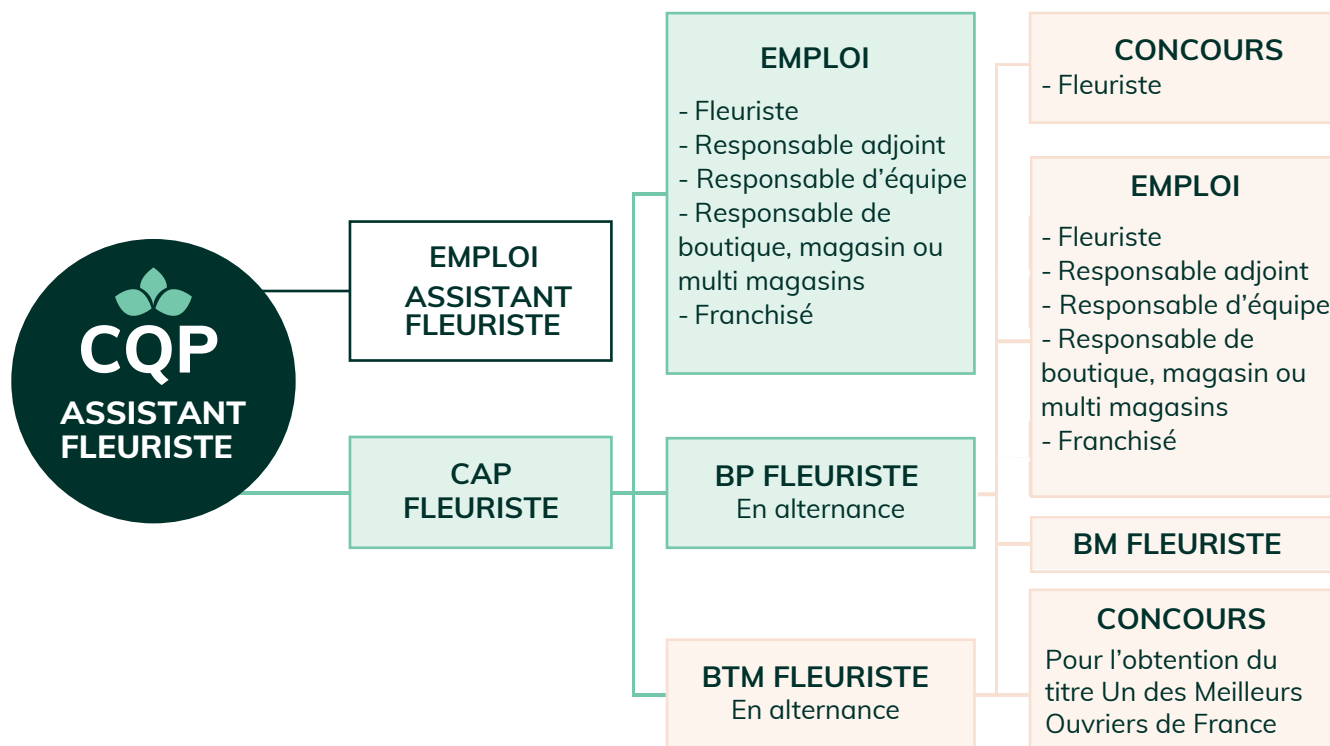 CQP
ASSISTANT
FLEURISTE
EMPLOI
ASSISTANT
FLEURISTE
CAP
FLEURISTE
EMPLOI
- Fleuriste
- Responsable adjoint
- Responsable d’équipe
- Responsable de
boutique, magasin ou
multi magasins
- Franchisé
BP FLEURISTE
En alternance
BTM FLEURISTE
En alternance
CONCOURS
- Fleuriste
EMPLOI
- Fleuriste
- Responsable adjoint
- Responsable d’équipe
- Responsable de
boutique, magasin ou
multi magasins
- Franchisé
BM FLEURISTE
CONCOURS
Pour l’obtention du
titre Un des Meilleurs
Ouvriers de France